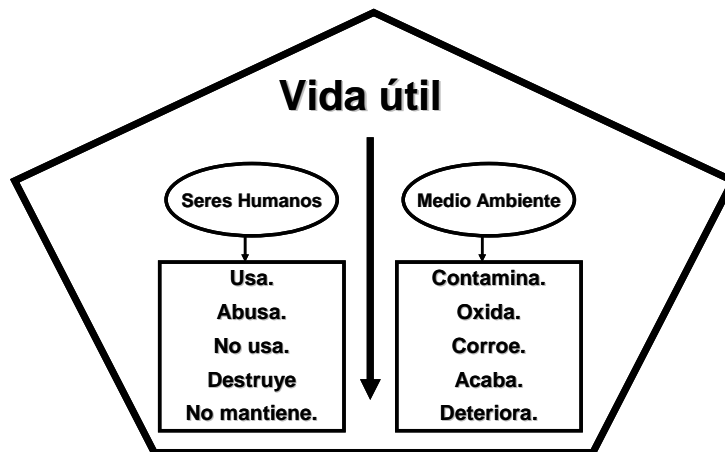 Vida útil
Seres Humanos
Usa.
Abusa.
No usa.
Destruye
No mantiene.
Medio Ambiente
Contamina.
Oxida.
Corroe.
Acaba.
Deteriora.